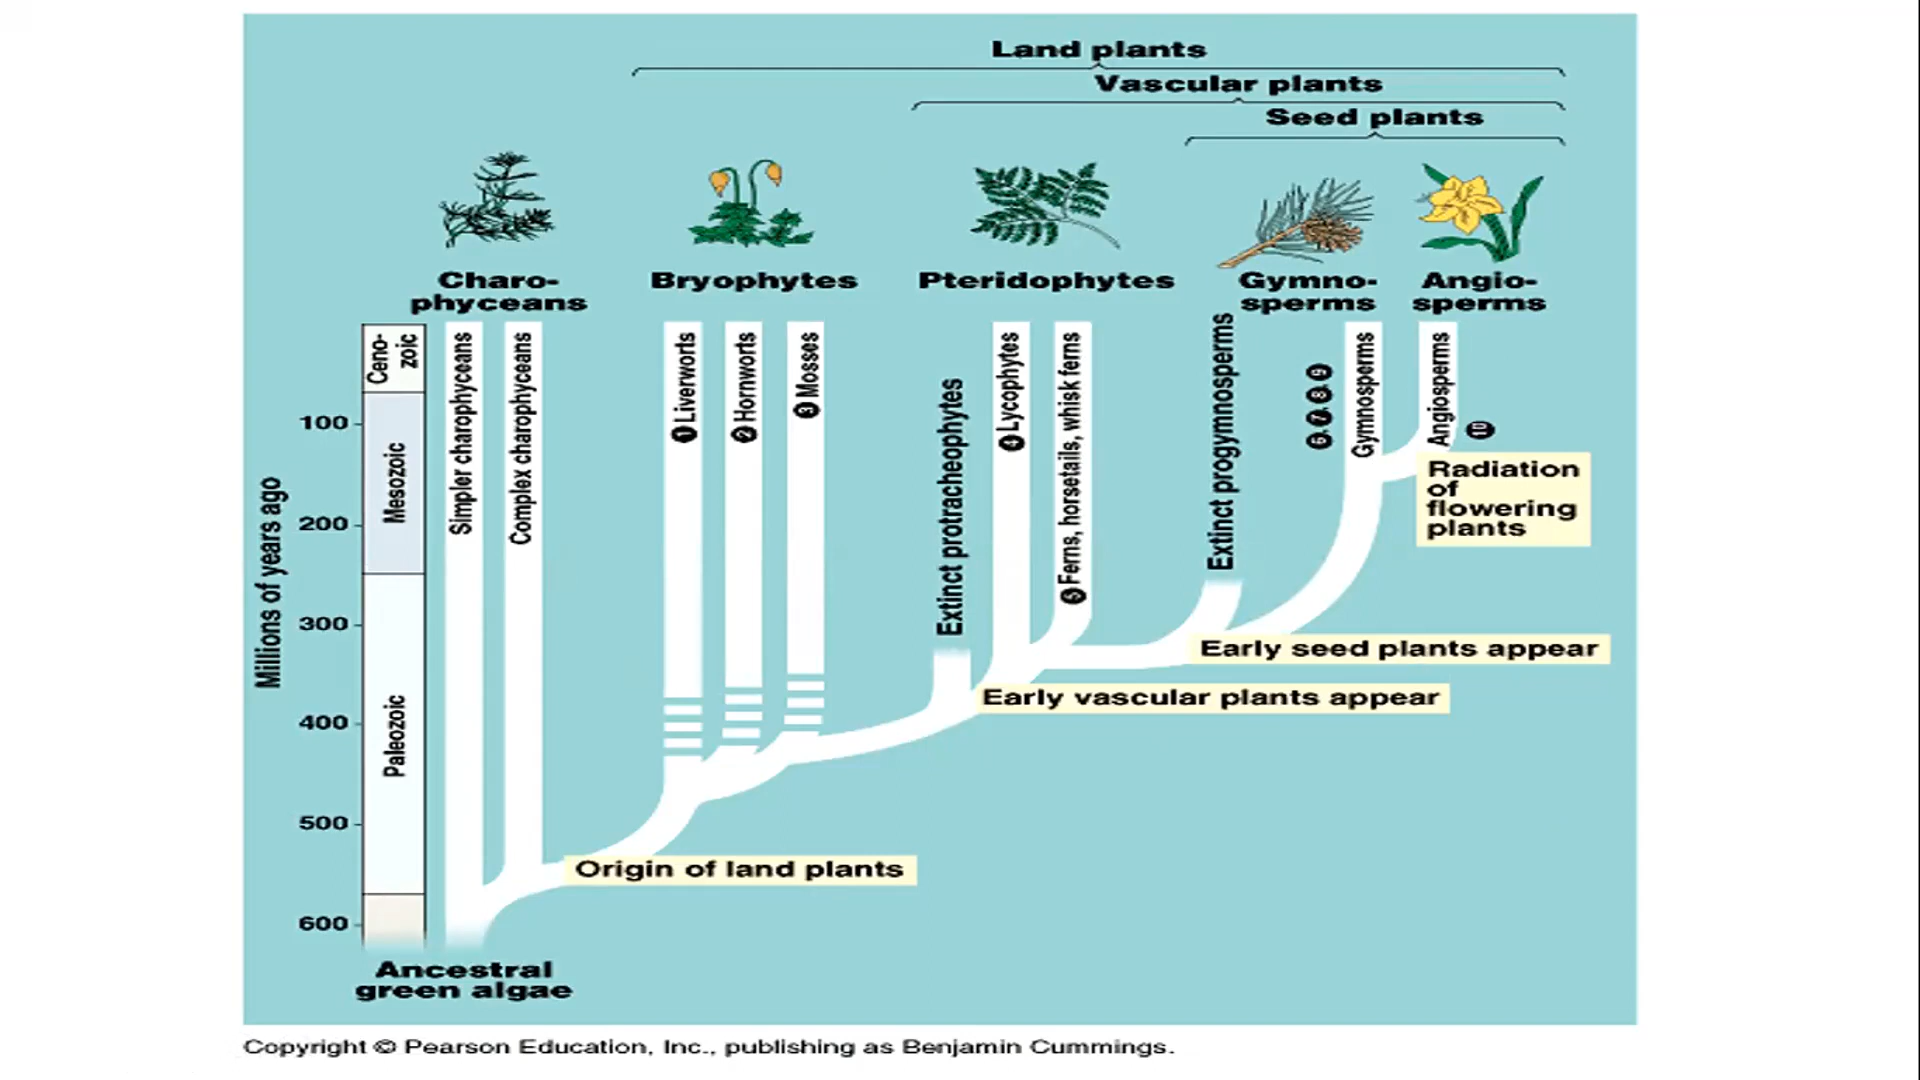 Land plants
Vascular plants
Seed plants
Charo-
phyceans
Bryophytes
Pteridophytes
Gymno-
sperms
Angio-
sperms
Millions of years ago
100
200
300
400
500
600
Ceno-
zoic
Mesozoic
Paleozoic
Simpler charophyceans
Complex charophyceans
1 Liverworts
2 Hornworts
3 Mosses
Extinct protracheophytes
4 Lycophytes
5 Ferns, horsetails, whisk ferns
Extinct progymnosperms
6 7 8 9
Gymnosperms
Angiosperms
10
Radiation
of
flowering
plants
Early seed plants appear
Early vascular plants appear
Origin of land plants
Ancestral
green algae
Copyright © Pearson Education, Inc., publishing as Benjamin Cummings.